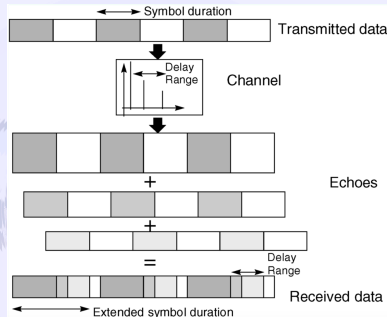 Symbol duration
Transmitted data
Delay
Range
Channel
+
Echoes
+
=
Delay
Range
Received data
Extended symbol duration